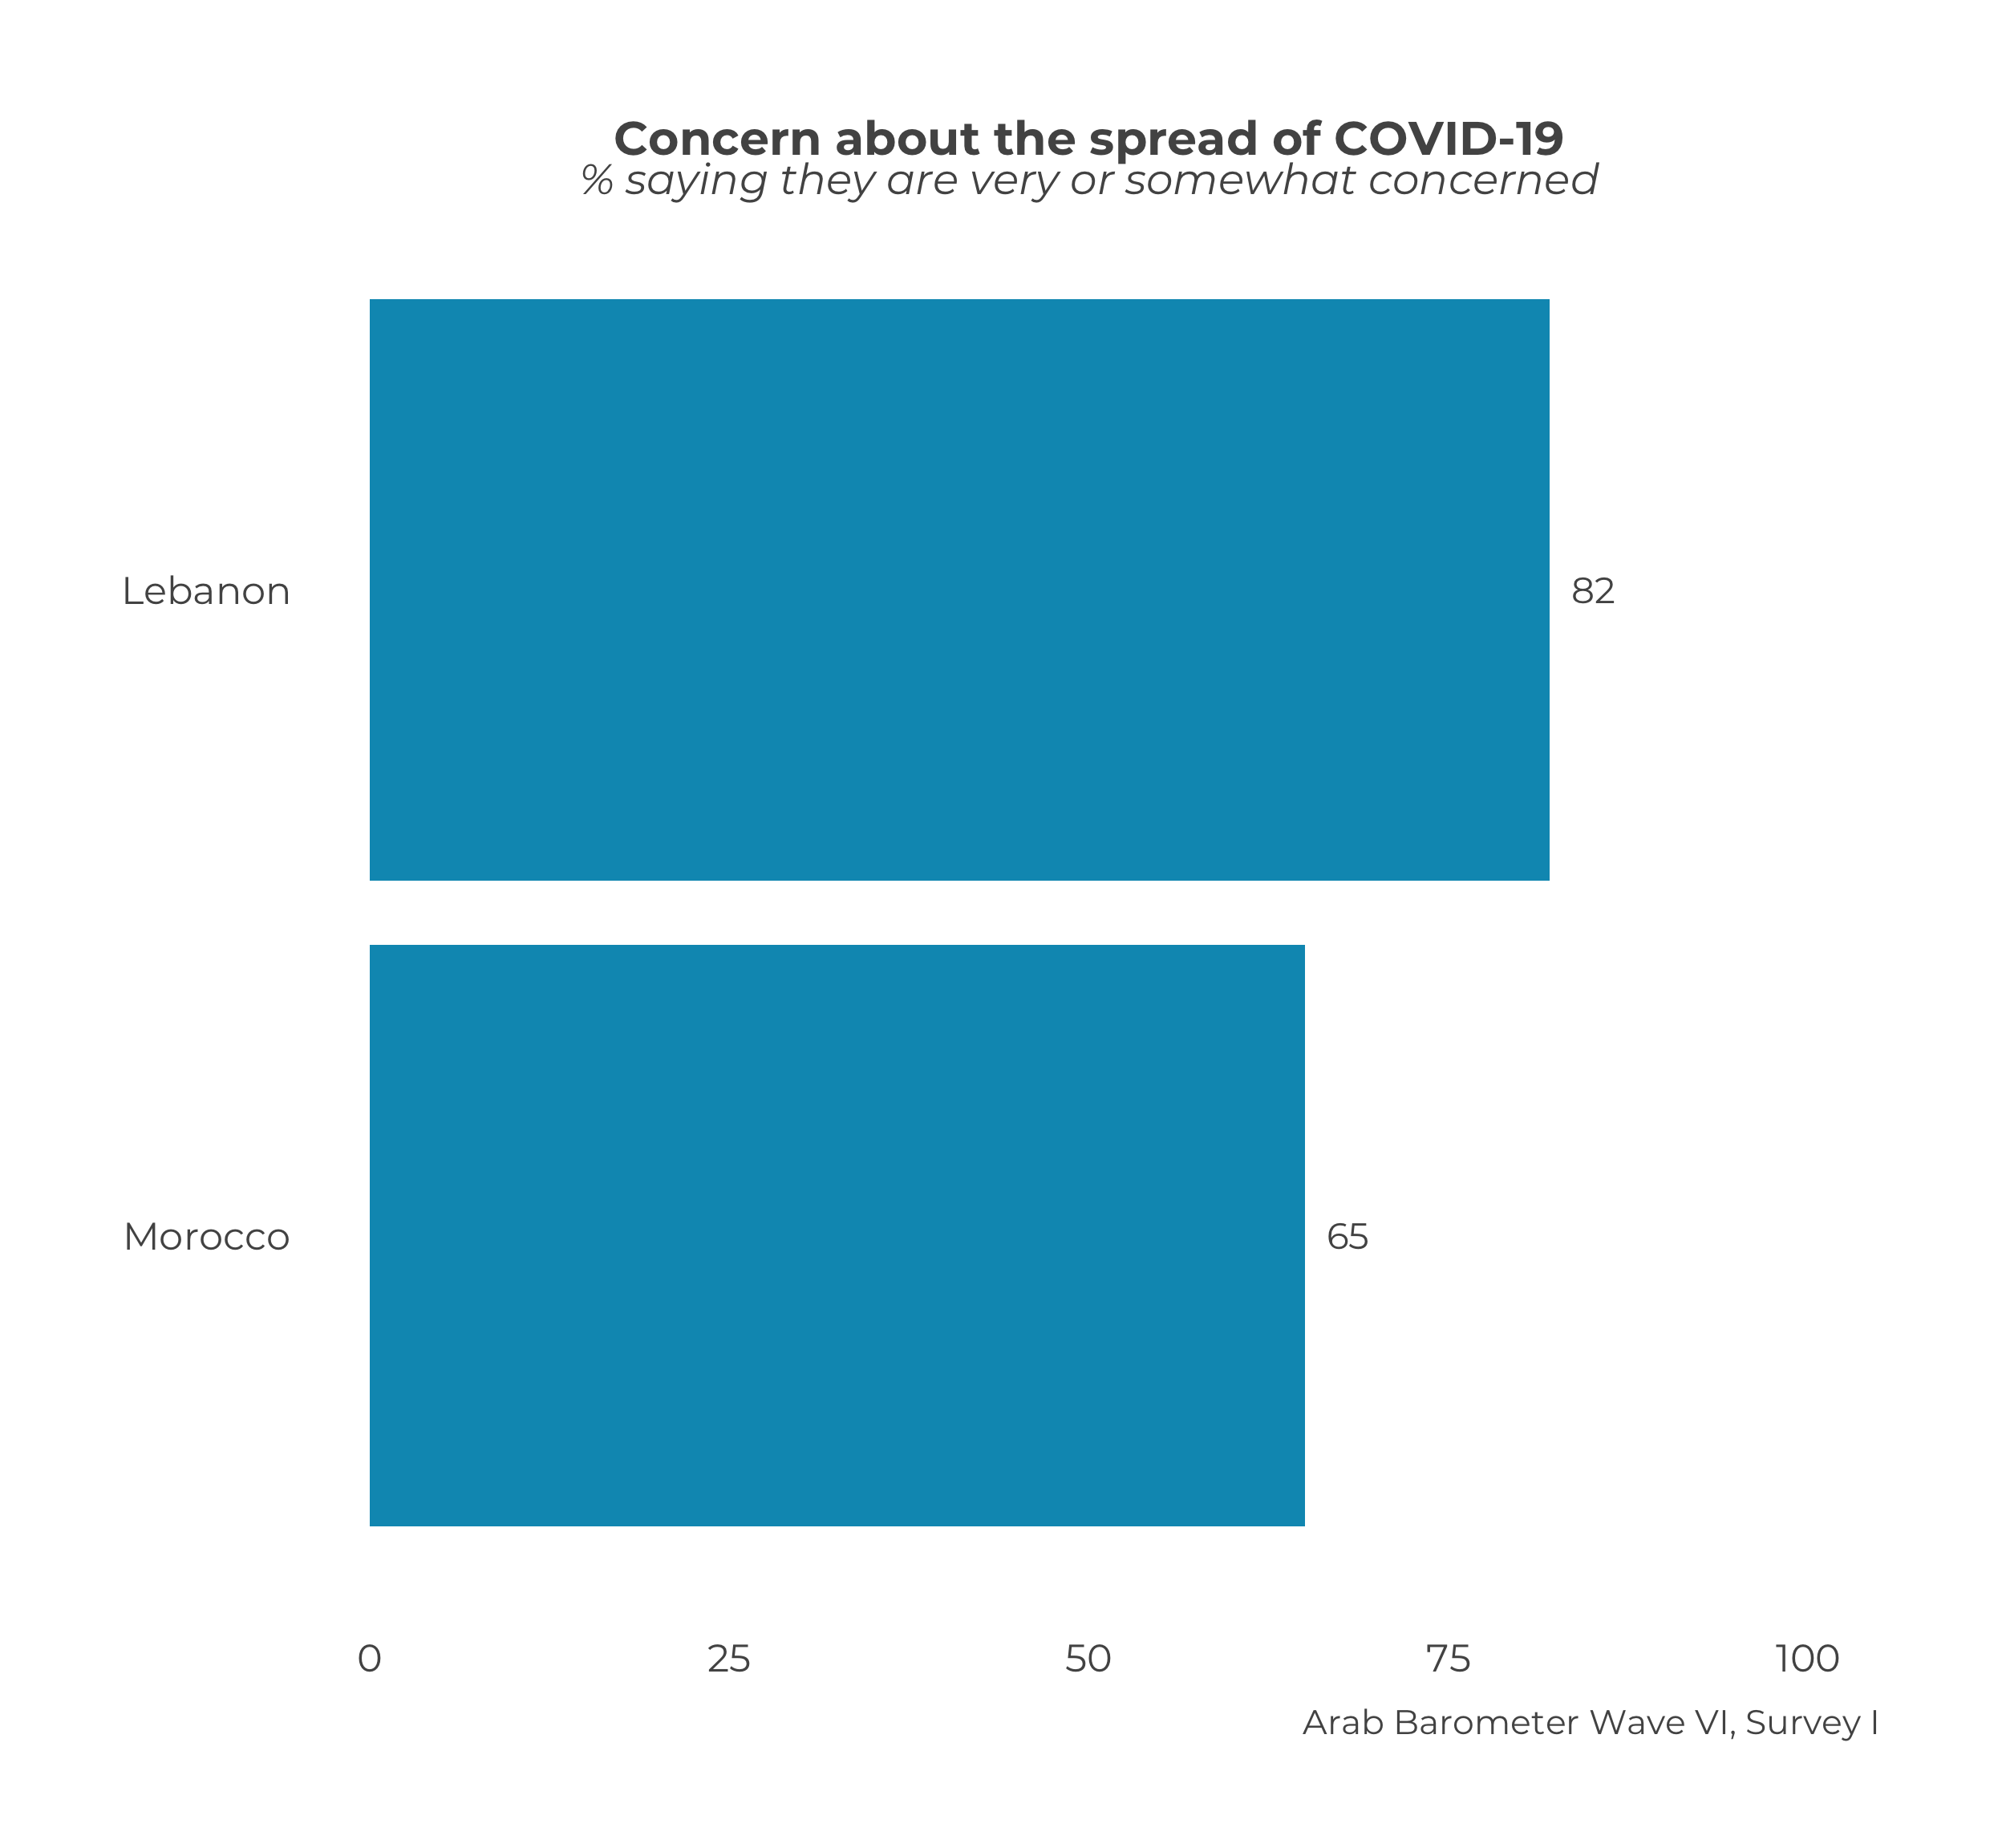 Concern about the spread of COVID-19
% saying they are very or somewhat concerned
Lebanon
82
Morocco
65
0 25 50 75 100
Arab Barometer Wave VI, Survey I